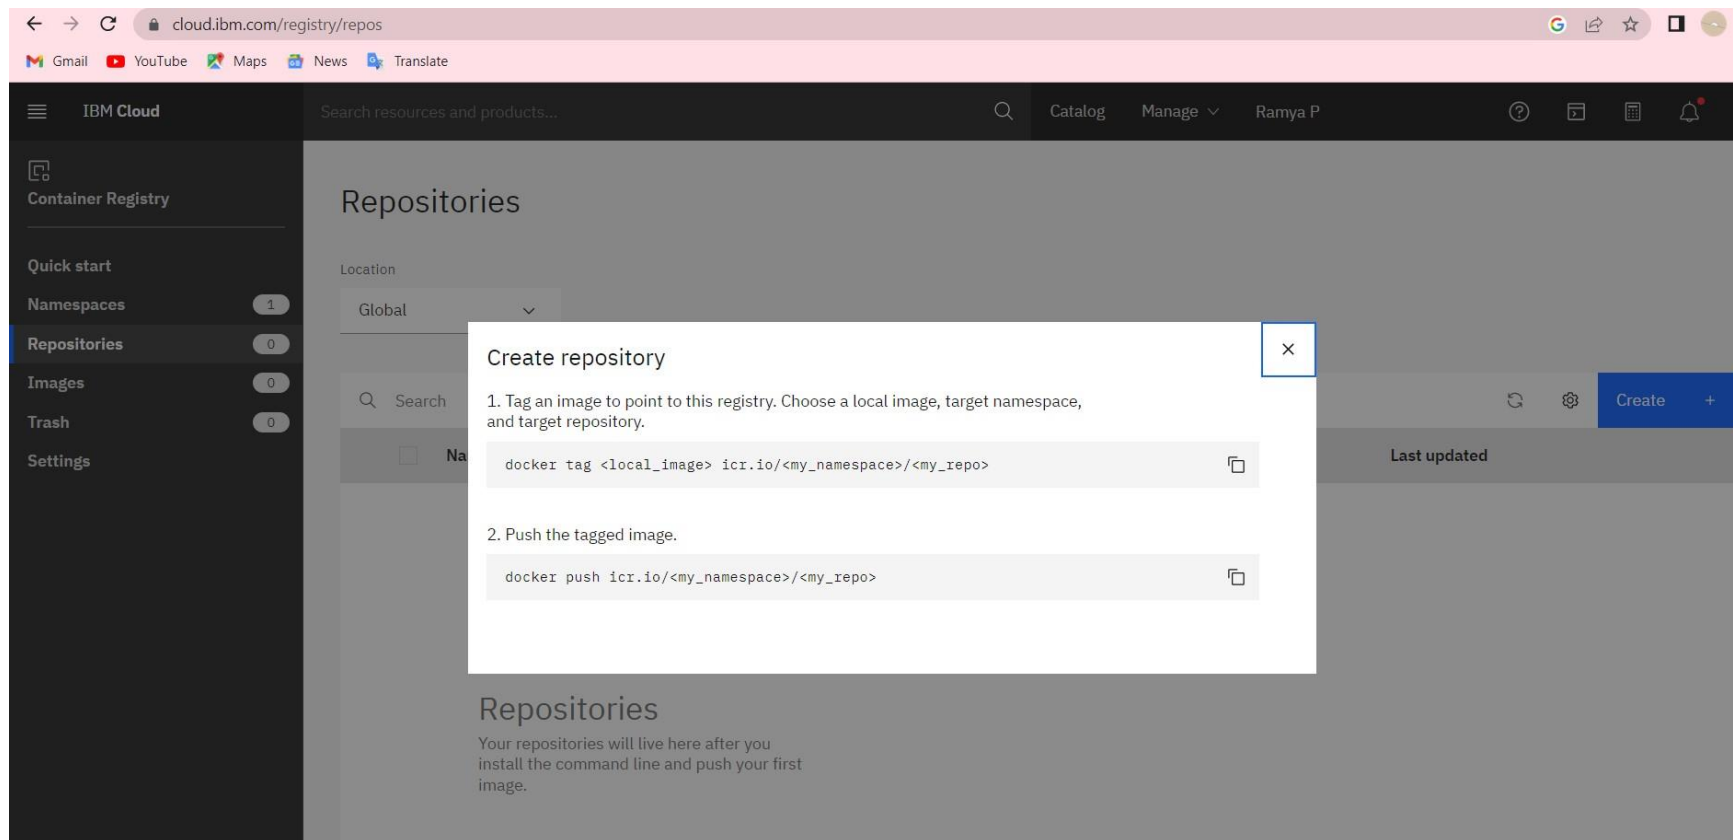 cloud.ibm.com/registry/repos
Gmail YouTube Maps News Translate
IBM Cloud Search resources and products... Catalog Manage Ramya P
Container Registry
Quick start
Namespaces 1
Repositories 0
Images 0
Trash 0
Settings
Repositories
Location
Global
Search
Create +
Na
Last updated
Create repository
1. Tag an image to point to this registry. Choose a local image, target namespace,
and target repository.
docker tag <local_image> icr.io/<my_namespace>/<my_repo>
2. Push the tagged image.
docker push icr.io/<my_namespace>/<my_repo>
Repositories
Your repositories will live here after you
install the command line and push your first
image.